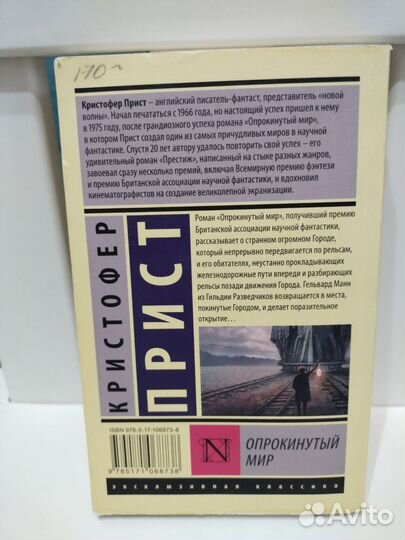 170~
Кристофер Прист – английский писатель-фантаст, представитель «новой
волны». Начал печататься с 1966 года, но настоящий успех пришел к нему
в 1975 году, после грандиозного успеха романа «Опрокинутый мир»,
в котором Прист создал один из самых причудливых миров в научной
фантастике. Спустя 20 лет автору удалось повторить свой успех – его
удивительный роман «Престиж», написанный на стыке разных жанров,
завоевал сразу несколько премий, включая Всемирную премию фэнтези
и премию Британской ассоциации научной фантастики, и вдохновил
кинематографистов на создание великолепной экранизации.
КРИСТОФЕР
ПРИСТ
Роман «Опрокинутый мир», получивший премию
Британской ассоциации научной фантастики,
рассказывает о странном огромном Городе,
который непрерывно передвигается по рельсам,
и его обитателях, неустанно прокладывающих
железнодорожные пути впереди и разбирающих
рельсы позади движения Города. Гельвард Манн
из Гильдии Разведчиков возвращается в места,
покинутые Городом, и делает поразительное
открытие...
ISBN 978-5-17-106873-8
9785171068738
N
ОПРОКИНУТЫЙ
МИР
ЭКСКЛЮЗИВНАЯ КЛАССИКА
Avito